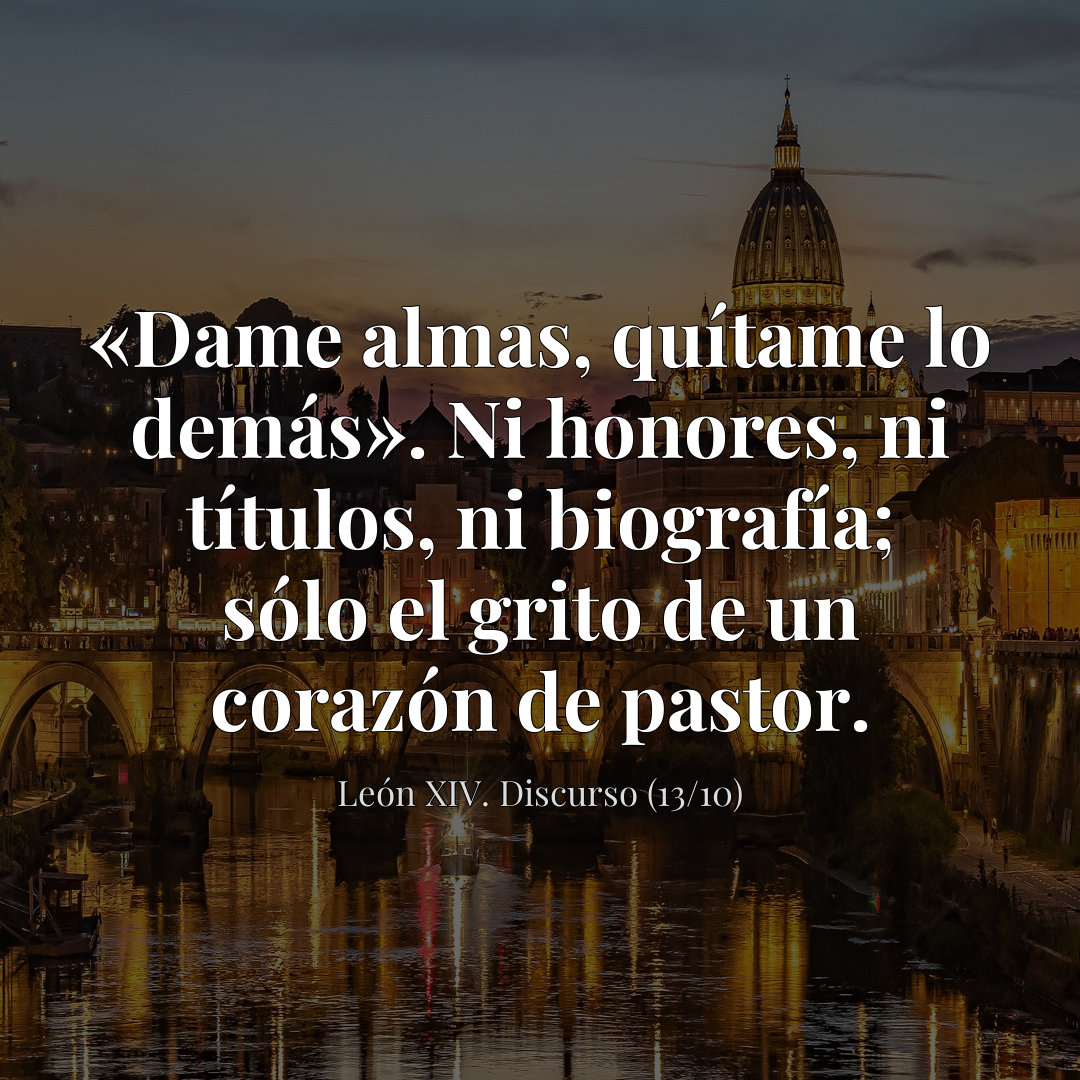 «Dame almas, quítame lo
demás». Ni honores, ni
títulos, ni biografía;
sólo el grito de un
corazón de pastor.
León XIV. Discurso (13/10)